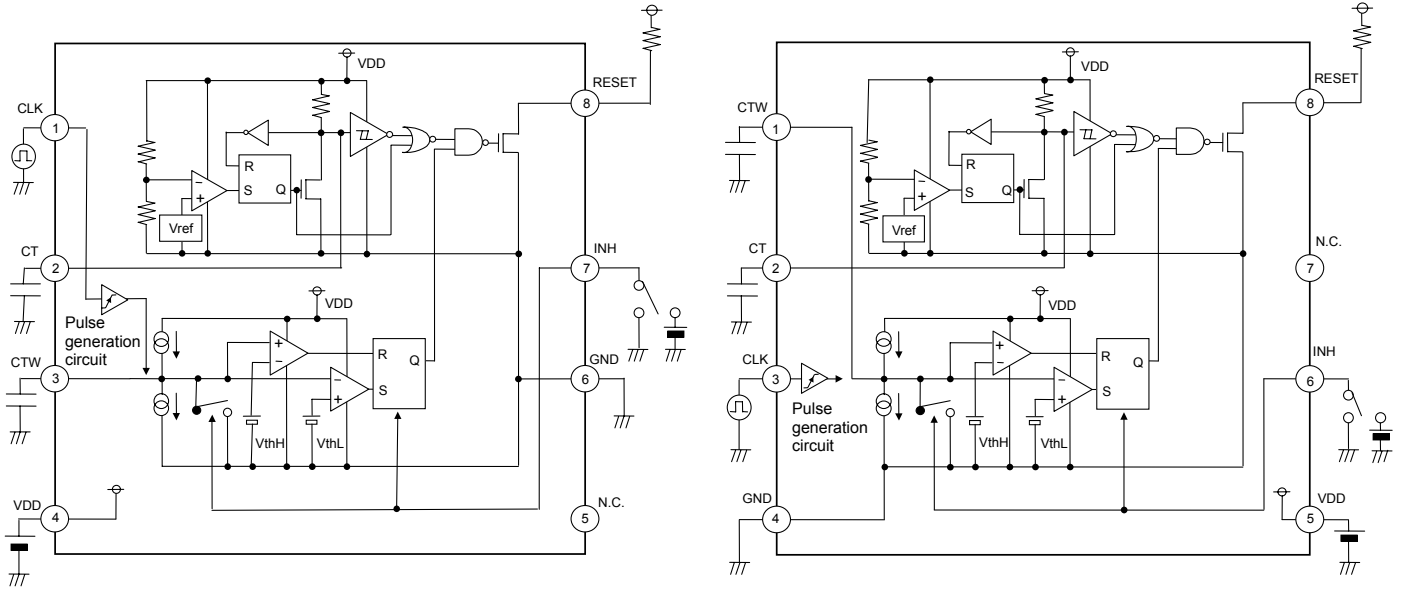 VDD
RESET
8
CLK
1
R
S
Q
−
+
Vref
CT
2
INH
7
VDD
Pulse
generation
circuit
CTW
3
+
−
R
Q
−
+
S
GND
6
VthH
VthL
VDD
4
N.C.
5
VDD
RESET
8
CTW
1
R
S
Q
−
+
Vref
CT
2
N.C.
7
VDD
CLK
3
Pulse
generation
circuit
+
−
R
Q
−
+
S
INH
6
VthH
VthL
GND
4
VDD
5